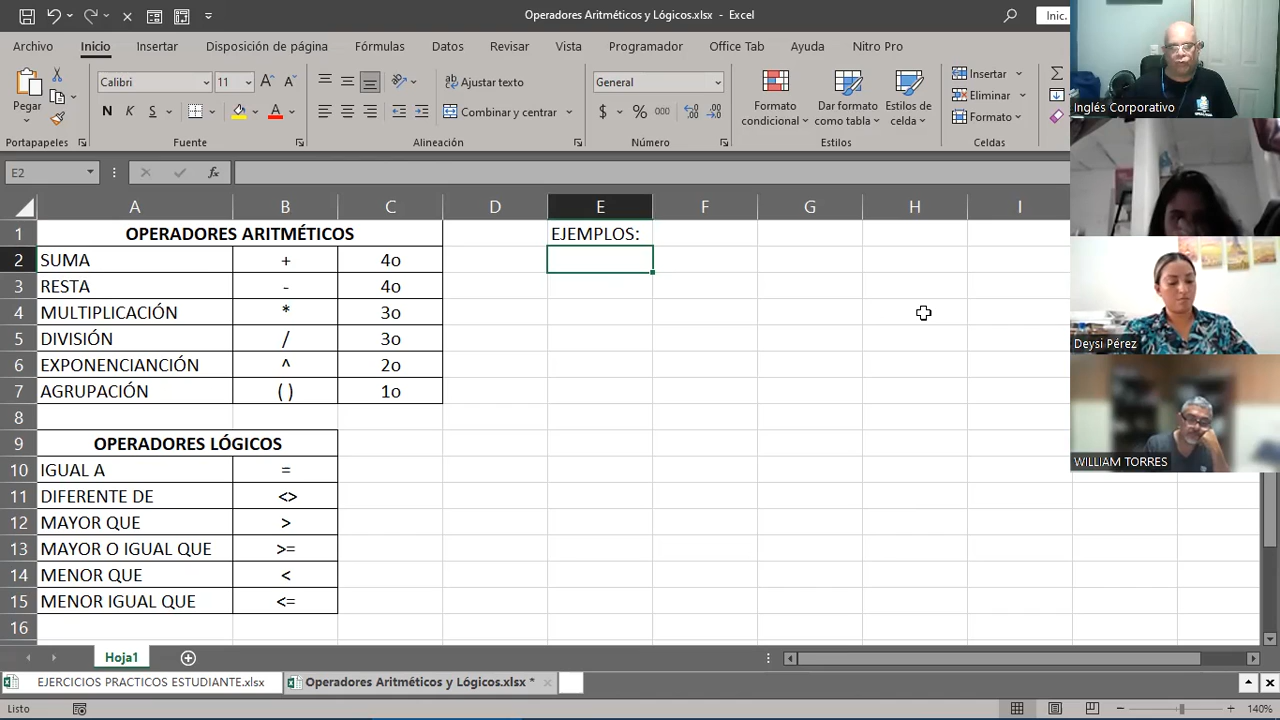 Operadores Aritméticos y Lógicos.xlsx - Excel
Inic.
Archivo Inicio Insertar Disposición de página Fórmulas Datos Revisar Vista Programador Office Tab Ayuda Nitro Pro
Pegar
Calibri 11
N K S
Ajustar texto
Combinar y centrar
General
$ % 000
Formato condicional
Dar formato como tabla
Estilos de celda
Insertar
Eliminar
Formato
Portapapeles Fuente Alineación Número Estilos Celdas
E2
fx
A B C D E F G H I
1 OPERADORES ARITMÉTICOS EJEMPLOS:
2 SUMA + 4o
3 RESTA - 4o
4 MULTIPLICACIÓN * 3o
5 DIVISIÓN / 3o
6 EXPONENCIANCIÓN ^ 2o
7 AGRUPACIÓN ( ) 1o
8
9 OPERADORES LÓGICOS
10 IGUAL A =
11 DIFERENTE DE <>
12 MAYOR QUE >
13 MAYOR O IGUAL QUE >=
14 MENOR QUE <
15 MENOR IGUAL QUE <=
16
Hoja1
EJERCICIOS PRACTICOS ESTUDIANTE.xlsx Operadores Aritméticos y Lógicos.xlsx *
Listo
140%
Inglés Corporativo
Deysi Pérez
WILLIAM TORRES